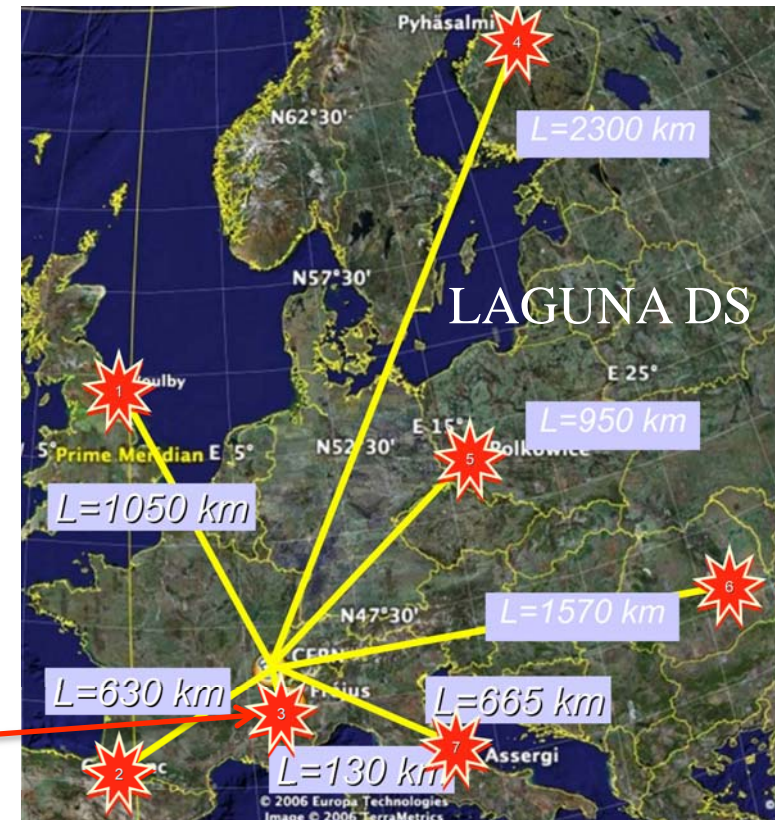 Pyhäsalmi
4
L=2300 km
N62°30'
N57°30'
LAGUNA DS
E 25°
1
L=950 km
E 15°
5° Prime Meridian E 5°
N52°30'
5
Polkowice
L=1050 km
6
N47°30'
L=1570 km
CERN
L=630 km
Fréjus
3
L=665 km
7
Assergi
2
L=130 km
© 2006 Europa Technologies
Image © 2006 TerraMetrics